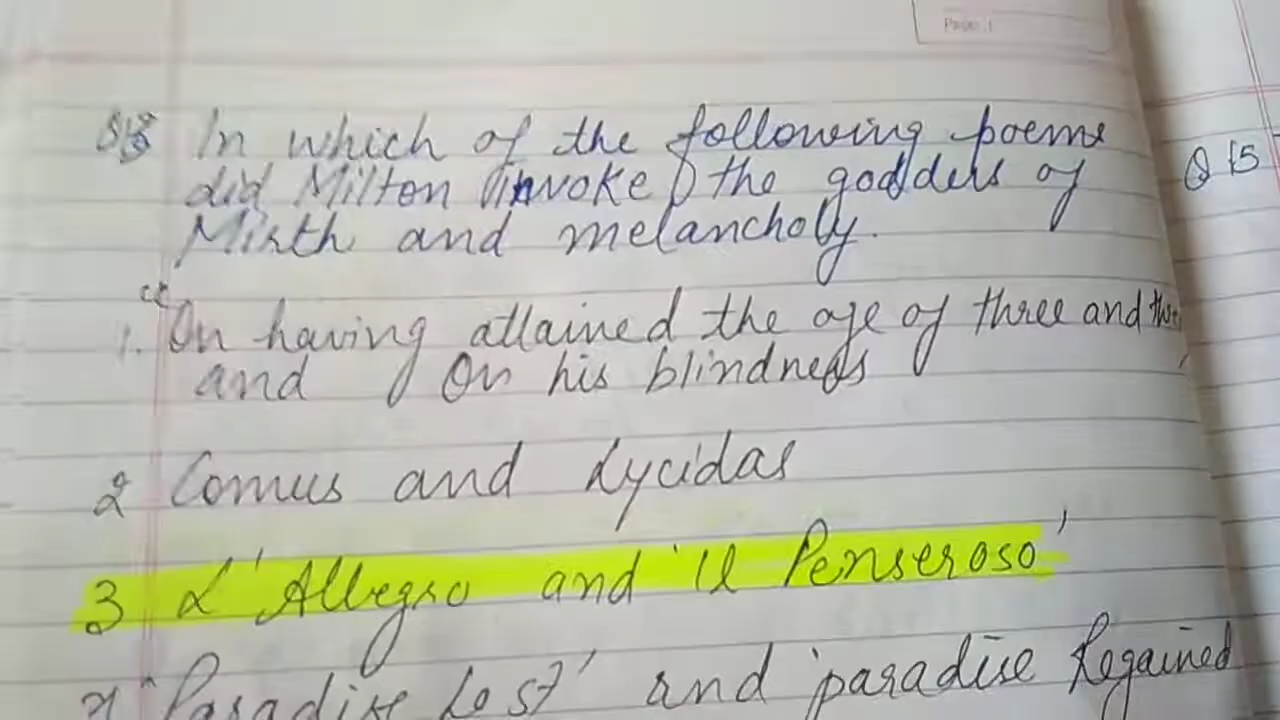 In which of the following poems
did Milton invoke the goddess of
Mirth and melancholy.
1. "On having attained the age of three and
and On his blindness
2 Comus and Lycidas
3 L'Allegro and 'Il Penseroso'
"Paradise Lost' and 'paradise Regained
Q 15